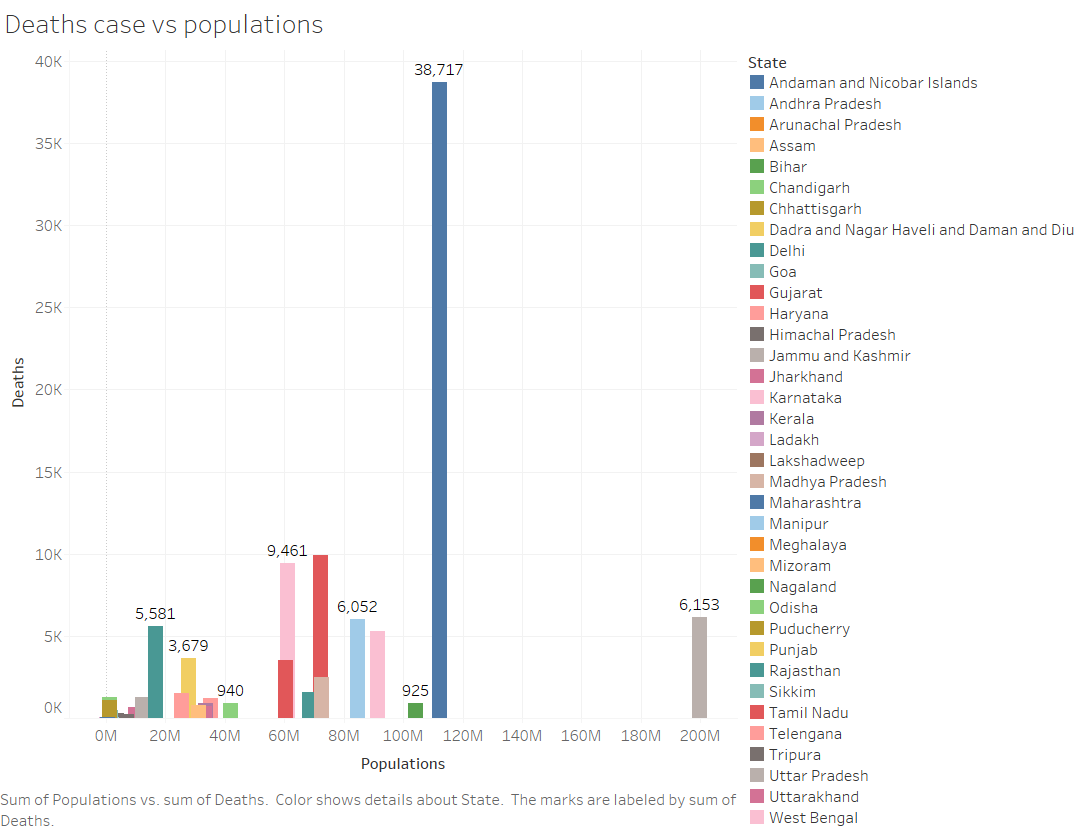 Deaths case vs populations
40K
35K
30K
25K
20K
15K
10K
5K
0K
Deaths
38,717
9,461
6,052
6,153
5,581
3,679
940
925
0M
20M
40M
60M
80M
100M
120M
140M
160M
180M
200M
Populations
Sum of Populations vs. sum of Deaths. Color shows details about State. The marks are labeled by sum of
Deaths.
State
Andaman and Nicobar Islands
Andhra Pradesh
Arunachal Pradesh
Assam
Bihar
Chandigarh
Chhattisgarh
Dadra and Nagar Haveli and Daman and Diu
Delhi
Goa
Gujarat
Haryana
Himachal Pradesh
Jammu and Kashmir
Jharkhand
Karnataka
Kerala
Ladakh
Lakshadweep
Madhya Pradesh
Maharashtra
Manipur
Meghalaya
Mizoram
Nagaland
Odisha
Puducherry
Punjab
Rajasthan
Sikkim
Tamil Nadu
Telengana
Tripura
Uttar Pradesh
Uttarakhand
West Bengal